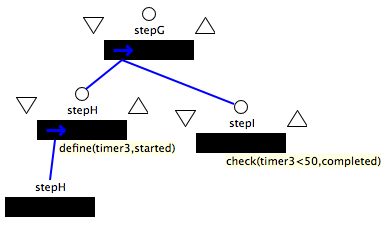 stepG
stepH
stepI
define(timer3,started)
check(timer3<50,completed)
stepH